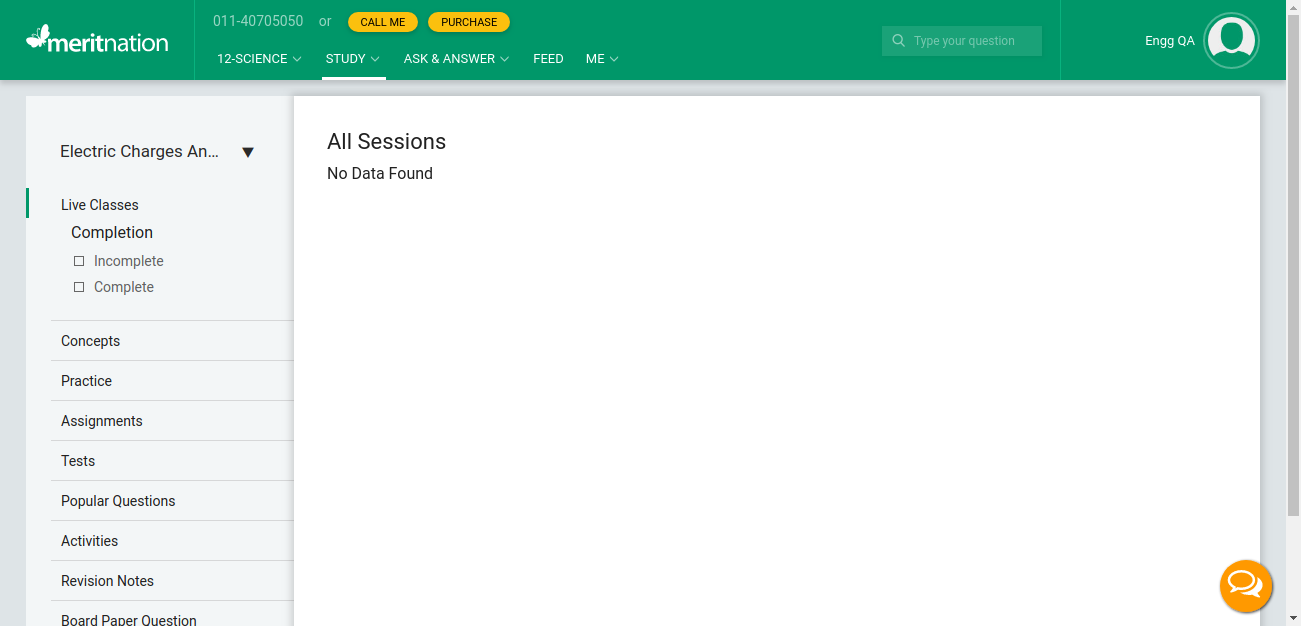 meritnation
011-40705050 or CALL ME PURCHASE
12-SCIENCE STUDY ASK & ANSWER FEED ME
Type your question
Engg QA
Electric Charges An...
Live Classes
Completion
Incomplete
Complete
Concepts
Practice
Assignments
Tests
Popular Questions
Activities
Revision Notes
Board Paper Question
All Sessions
No Data Found